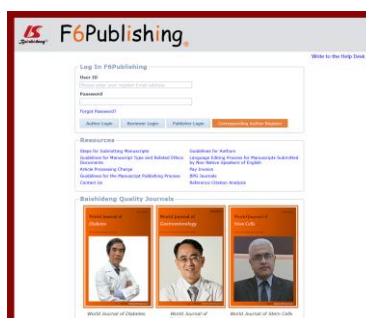 Baishideng®
F6Publishing®
Write to the Help Desk
Log In F6Publishing
User ID
Please enter your register E-mail address
Password
Forgot Password?
Author Login
Reviewer Login
Publisher Login
Corresponding Author Register
Resources
Steps for Submitting Manuscripts
Guidelines for Manuscript Type and Related Ethics Documents
Article Processing Charge
Guidelines for the Manuscript Publishing Process
Contact Us
Guidelines for Authors
Language Editing Process for Manuscripts Submitted
by Non-Native Speakers of English
Pay Invoice
BPG Journals
Reference Citation Analysis
Baishideng Quality Journals
World Journal of
Diabetes
World Journal of
Gastroenterology
World Journal of
Stem Cells
World Journal of Diabetes
World Journal of
World Journal of Stem Cells